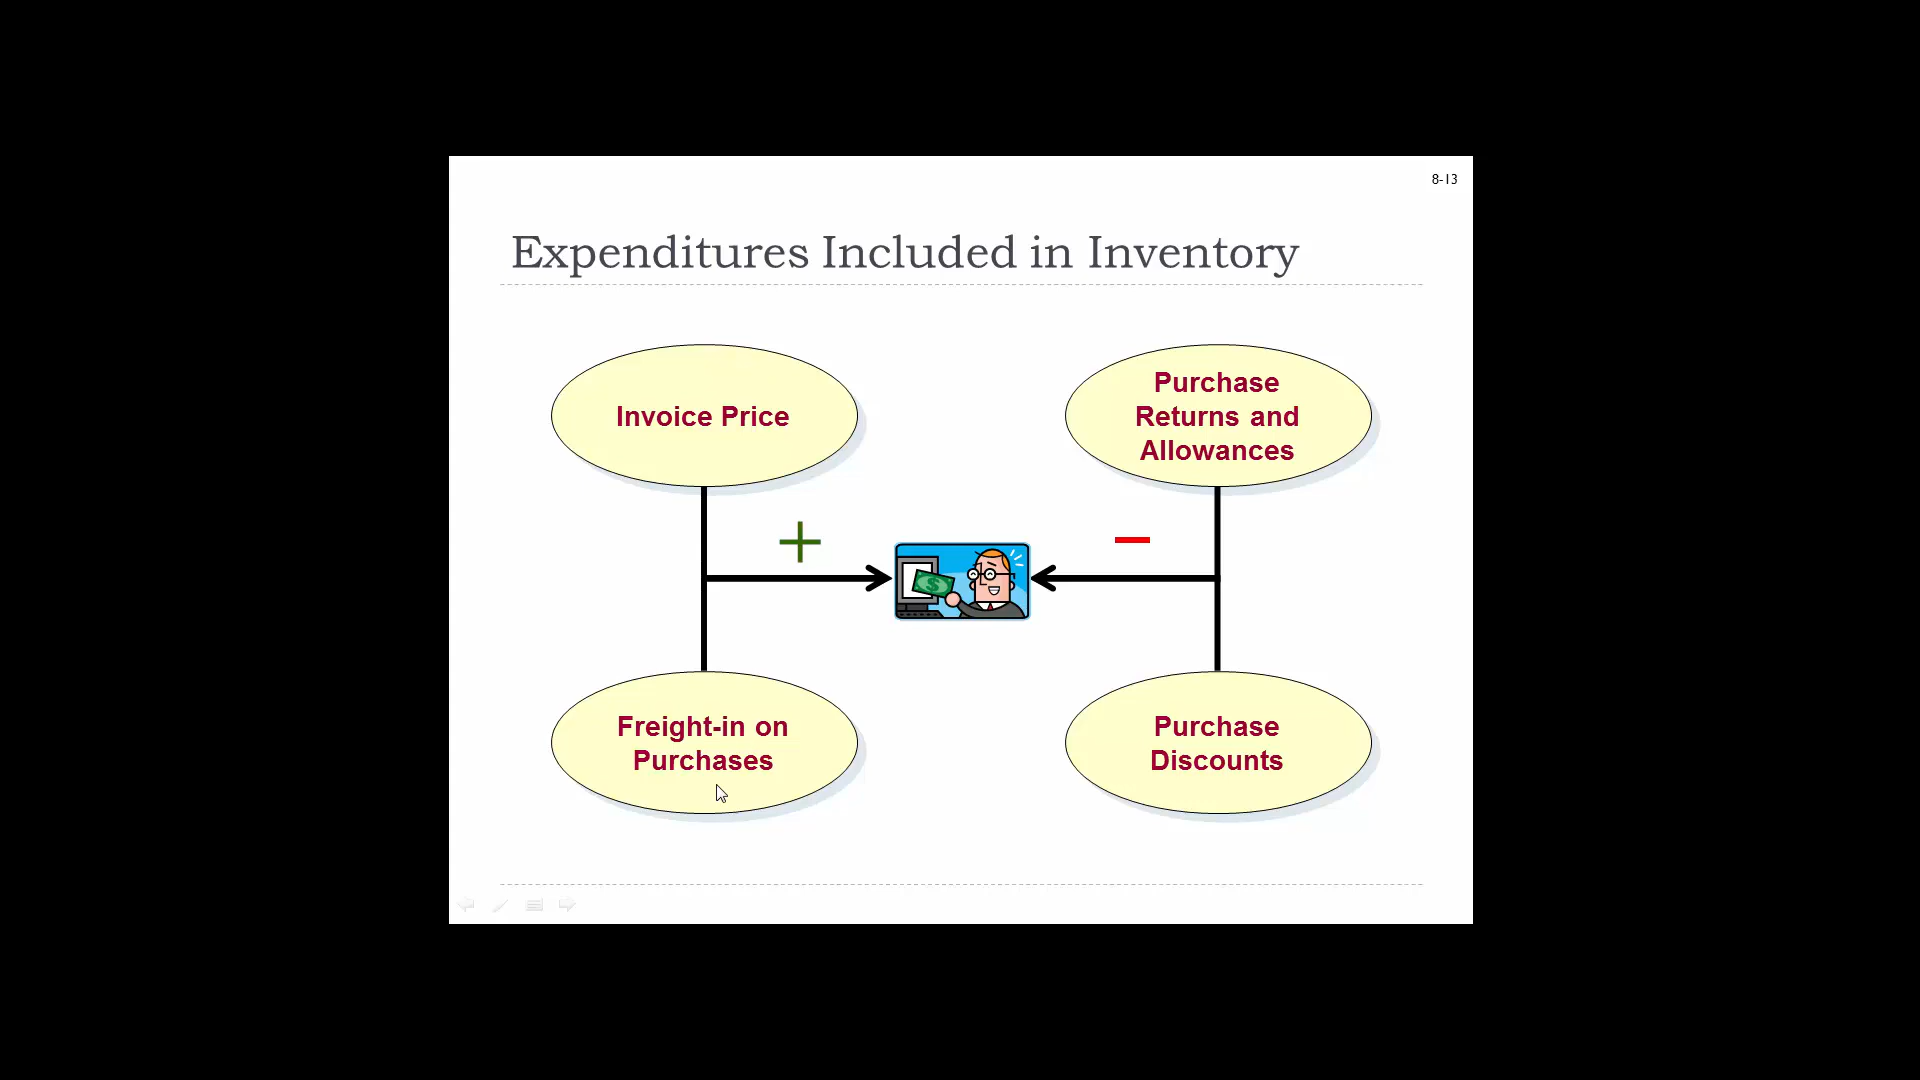 8-13
Expenditures Included in Inventory
Invoice Price
Purchase
Returns and
Allowances
+
–
$
Freight-in on
Purchases
Purchase
Discounts